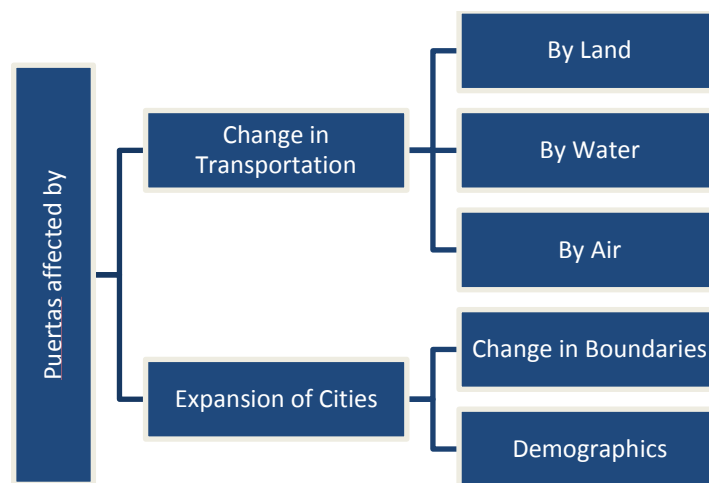 Puertas affected by
Change in
Transportation
By Land
By Water
By Air
Expansion of Cities
Change in Boundaries
Demographics